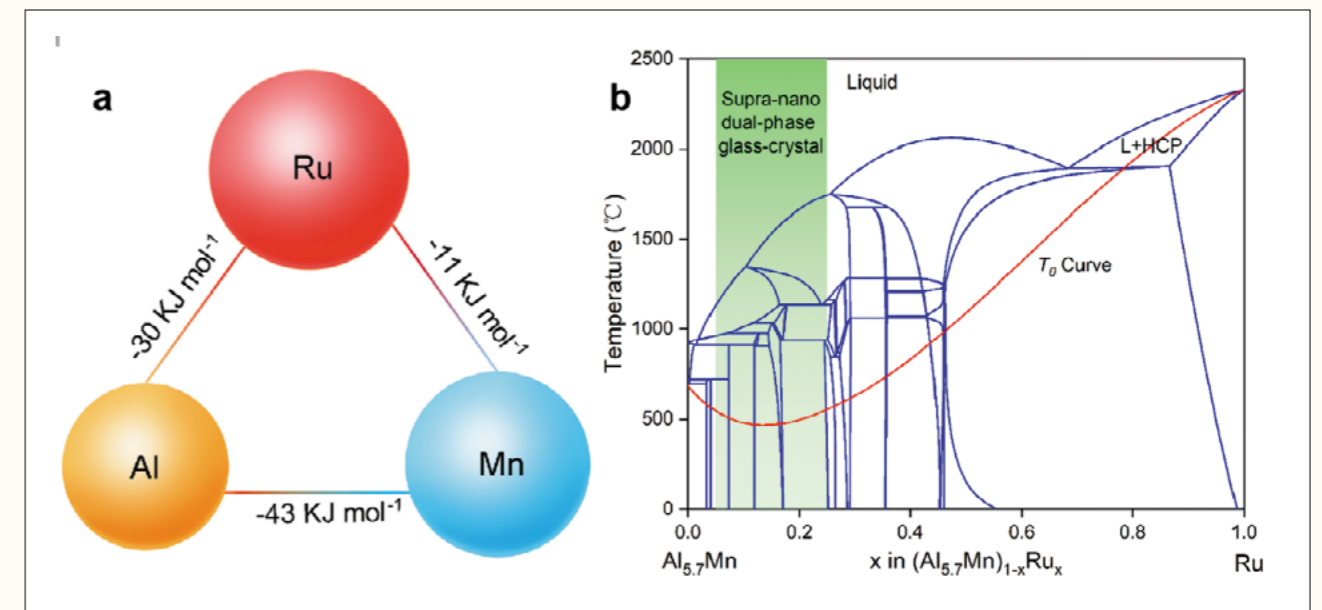 a
Ru
-30 KJ mol⁻¹
-11 KJ mol⁻¹
Al
Mn
-43 KJ mol⁻¹
b
2500
2000
1500
1000
500
0
Temperature (℃)
Supra-nano
dual-phase
glass-crystal
Liquid
L+HCP
T₀ Curve
0.0
0.2
0.4
0.6
0.8
1.0
Al₅.₇Mn
x in (Al₅.₇Mn)₁₋ₓRuₓ
Ru